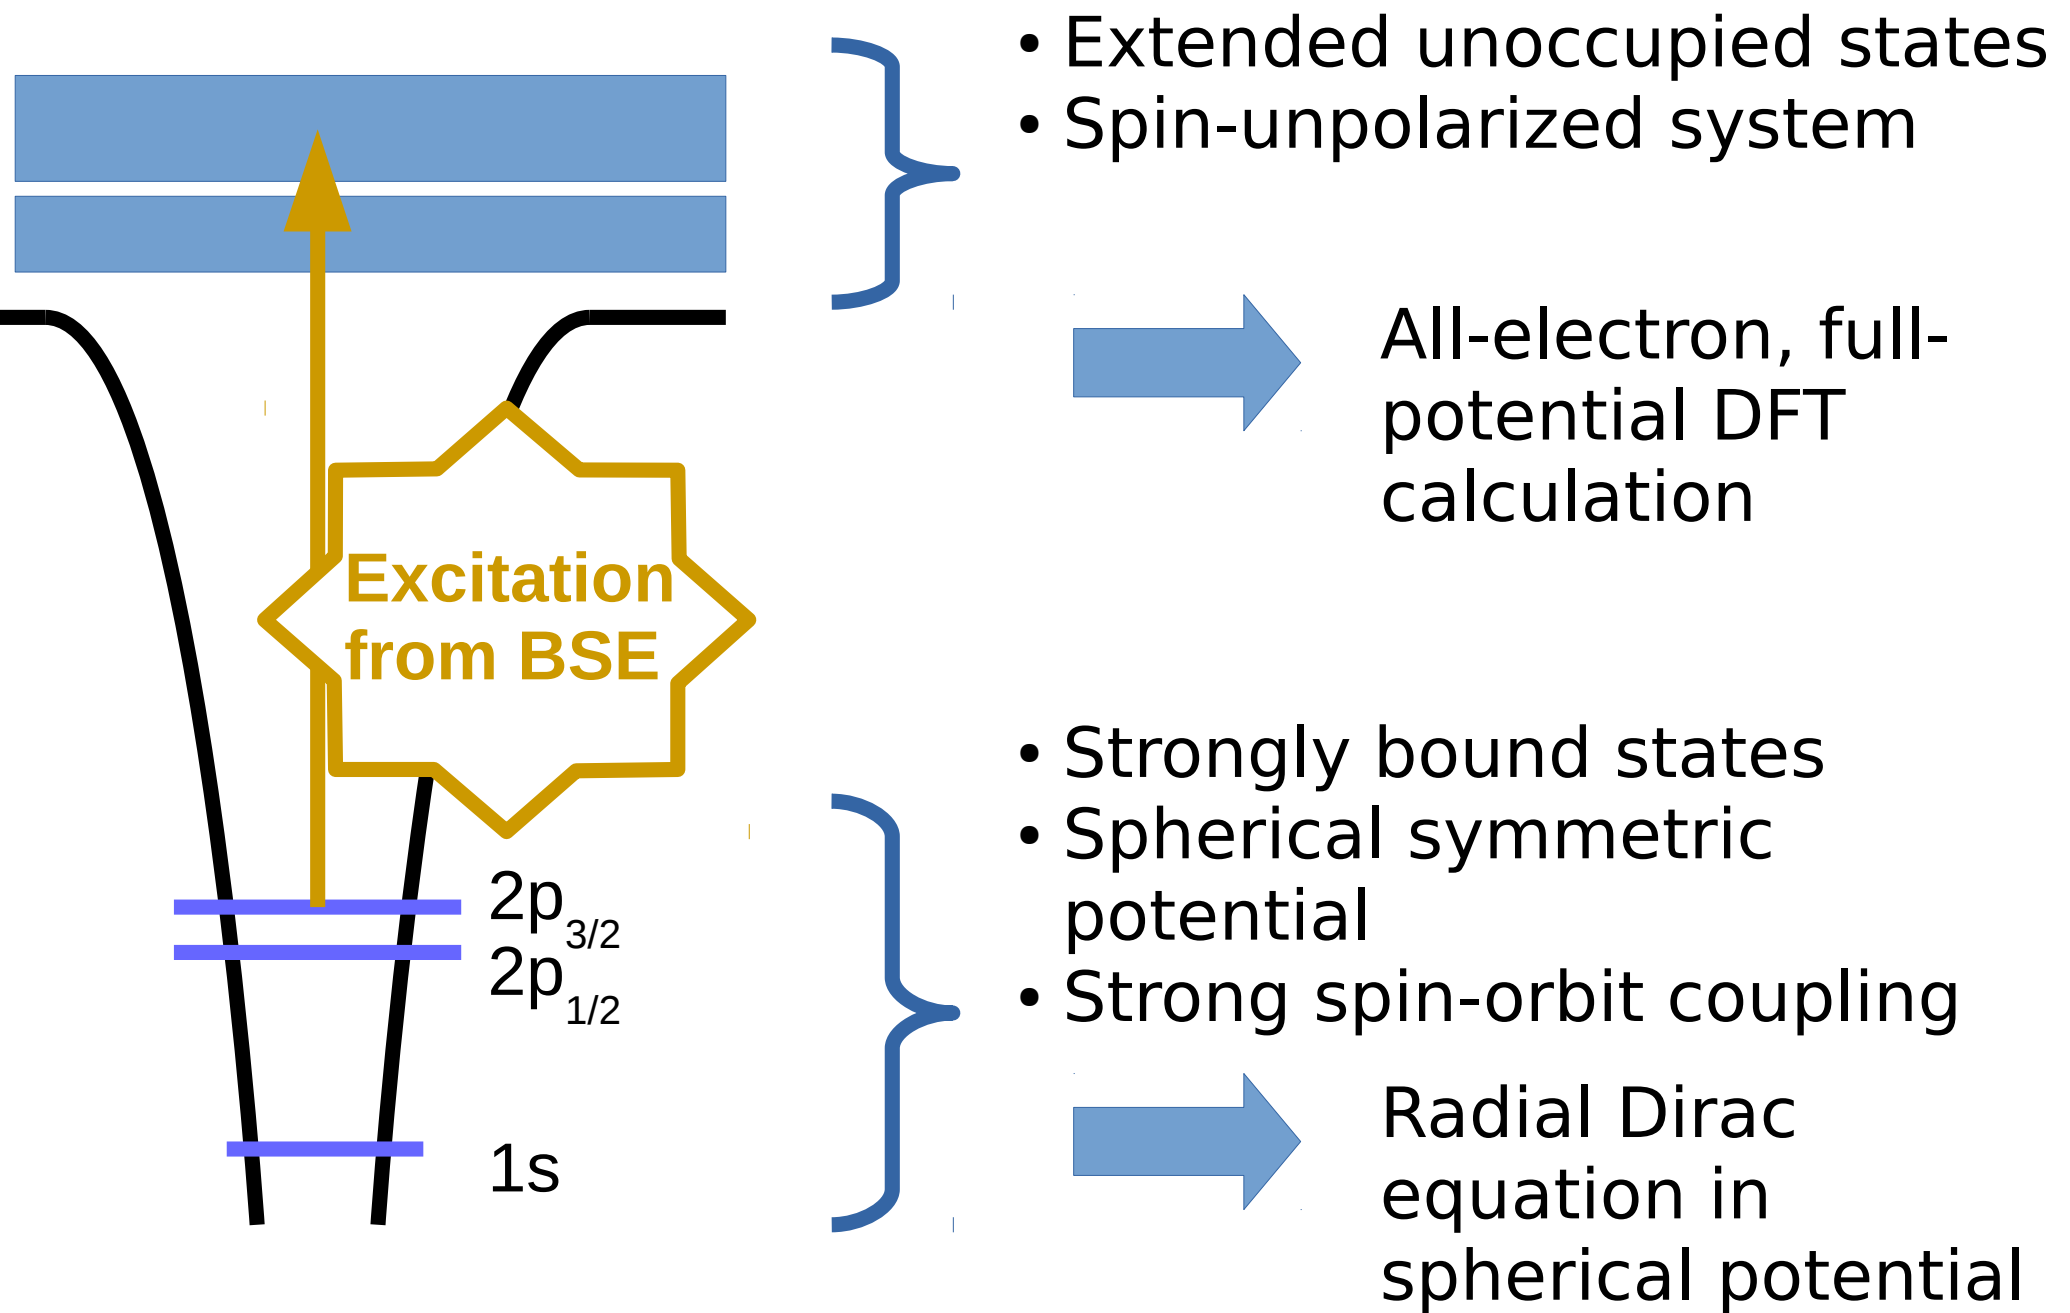 • Extended unoccupied states
• Spin-unpolarized system
All-electron, full-
potential DFT
calculation
Excitation
from BSE
• Strongly bound states
• Spherical symmetric
potential
• Strong spin-orbit coupling
2p3/2
2p1/2
1s
Radial Dirac
equation in
spherical potential